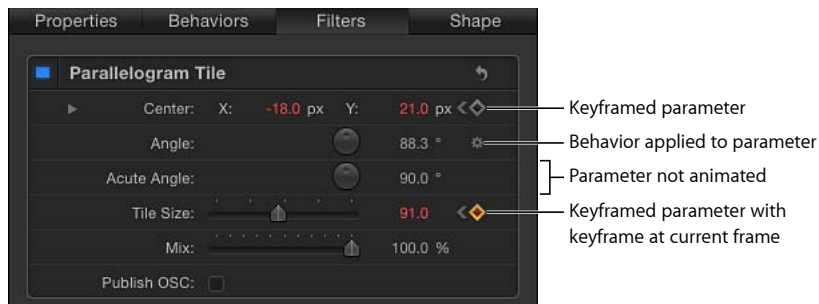 Properties Behaviors Filters Shape
Parallelogram Tile
Center: X: -18.0 px Y: 21.0 px Keyframed parameter
Angle: 88.3 ° Behavior applied to parameter
Acute Angle: 90.0 ° Parameter not animated
Tile Size: 91.0 Keyframed parameter with
keyframe at current frame
Mix: 100.0 %
Publish OSC: